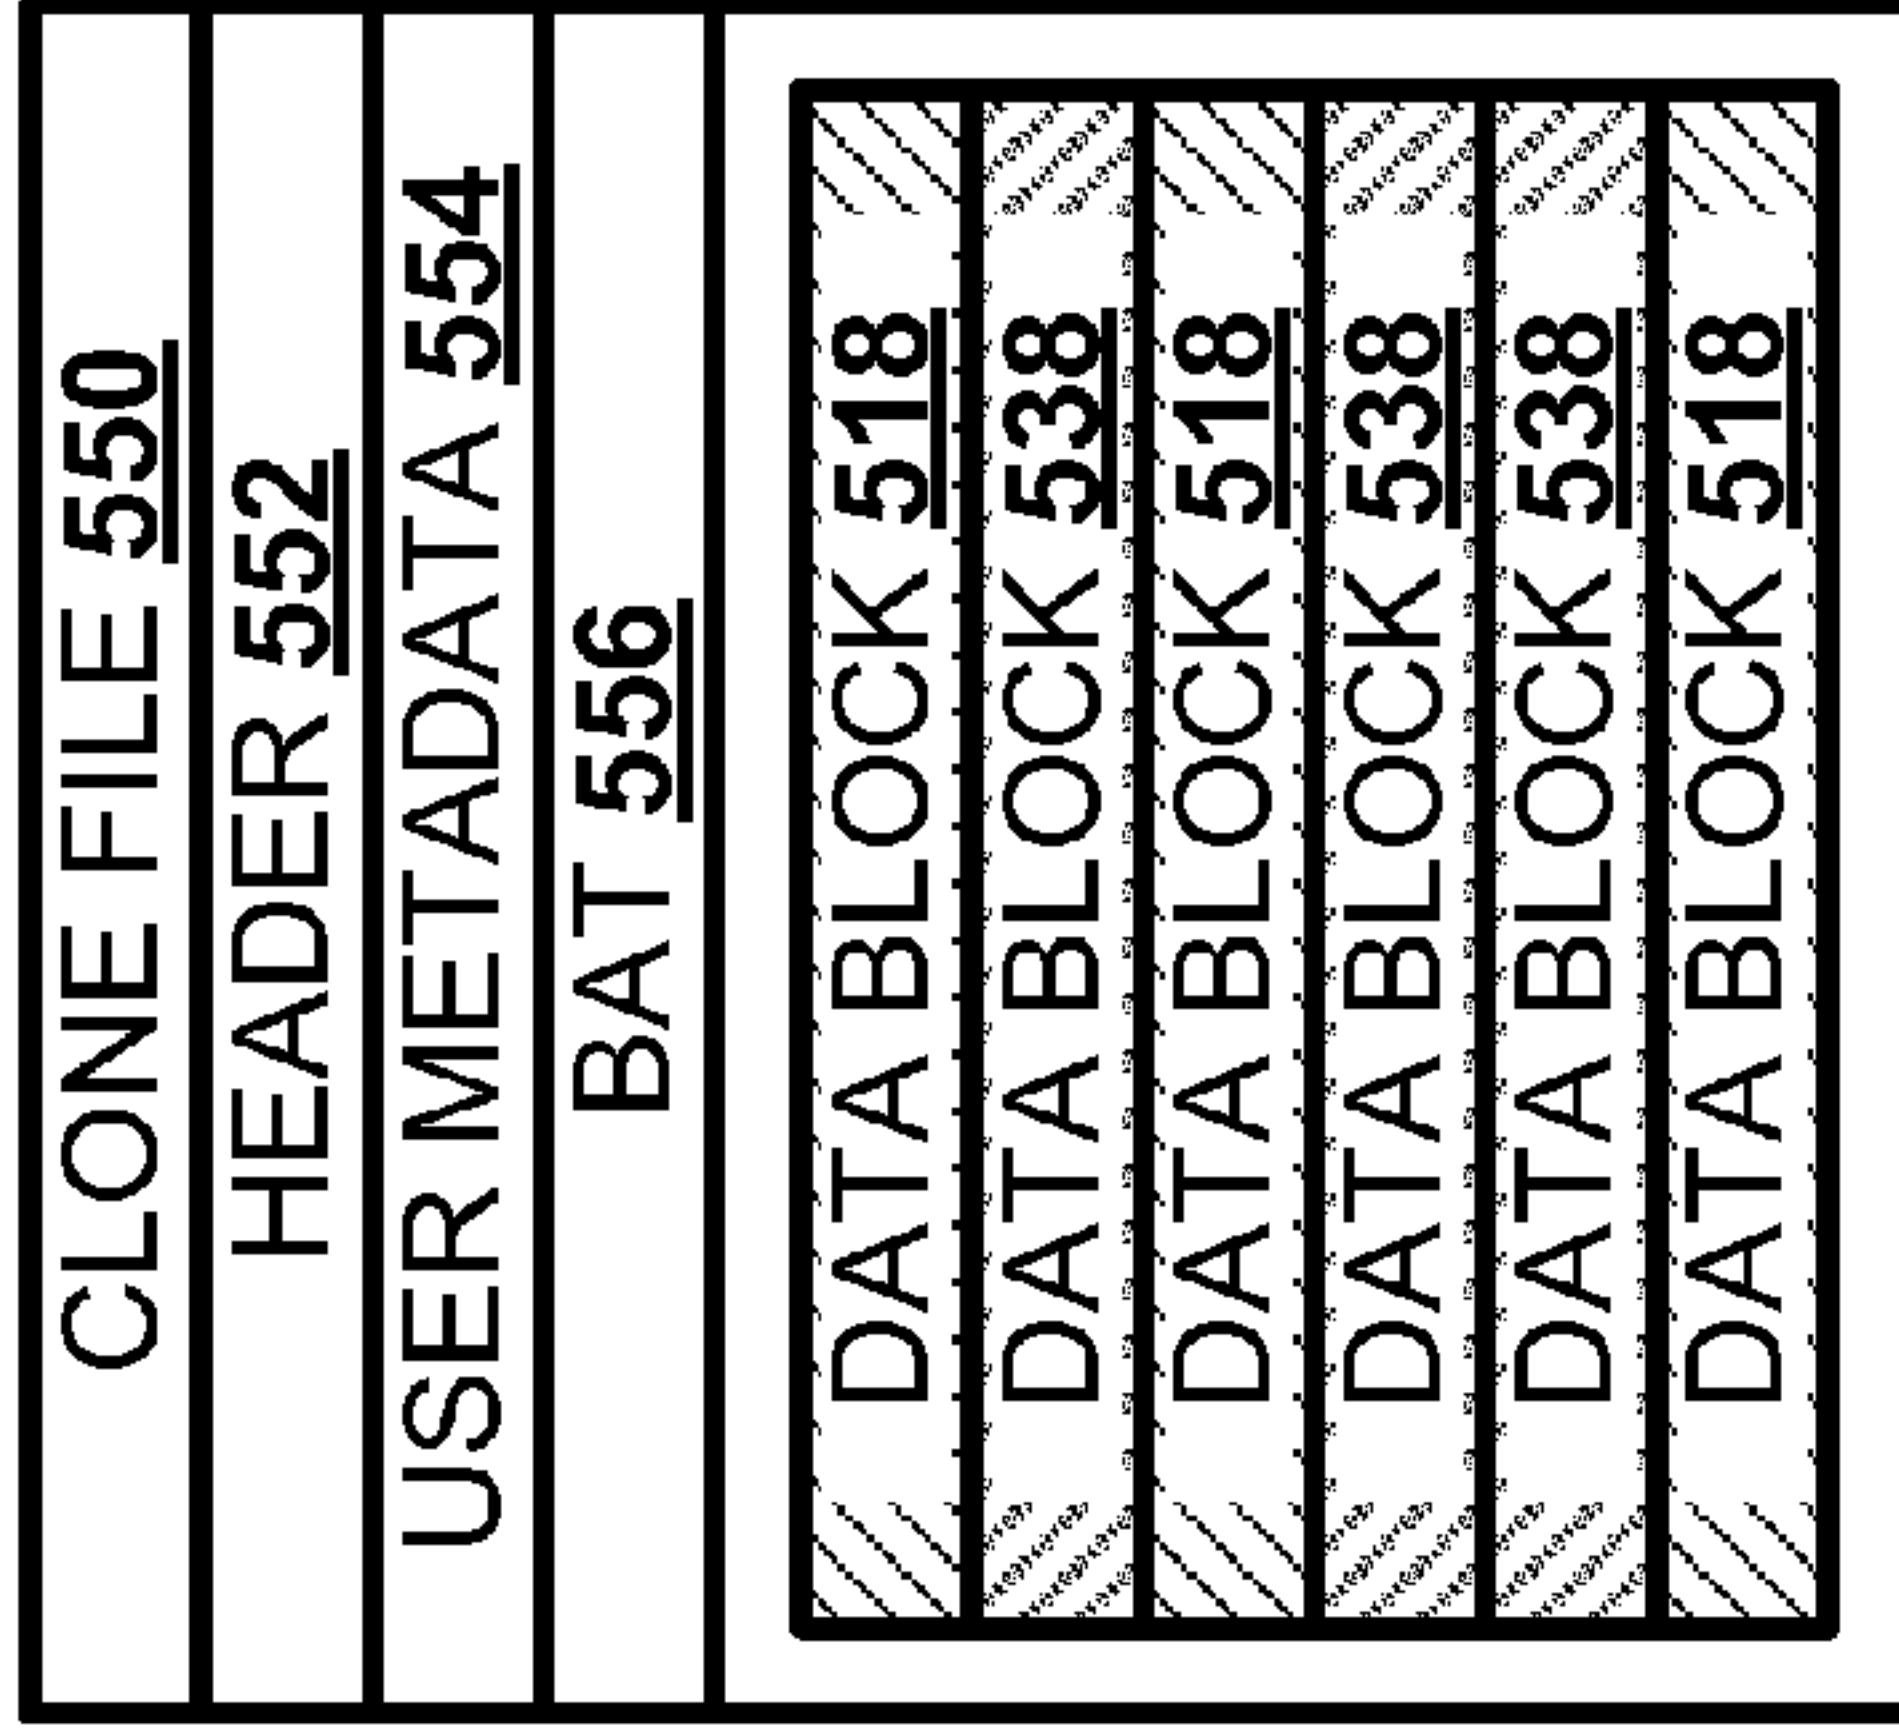 CLONE FILE 550
HEADER 552
USER METADATA 554
BAT 556
DATA BLOCK 518
DATA BLOCK 538
DATA BLOCK 518
DATA BLOCK 538
DATA BLOCK 538
DATA BLOCK 518